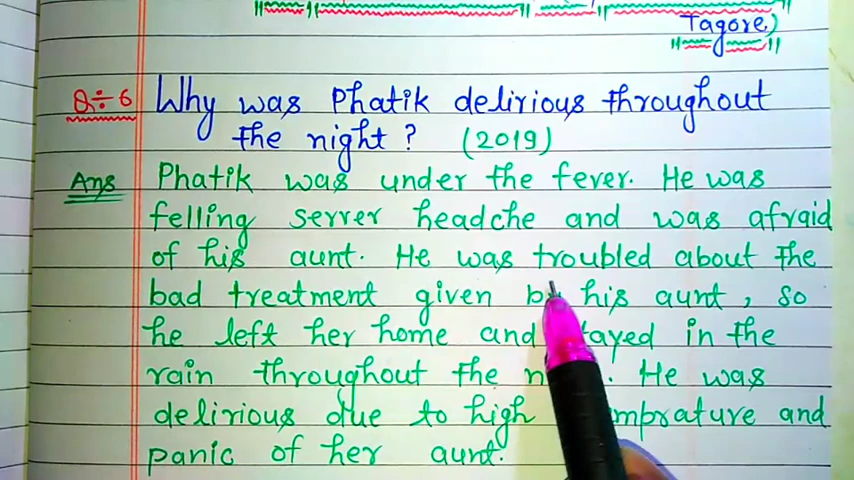 Tagore.)
Q÷6 Why was Phatik delirious throughout
the night? (2019)
Ans Phatik was under the fever. He was
felling serrer headche and was afraid
of his aunt. He was troubled about the
bad treatment given his aunt, so
he left her home and in the
rain throughout the He was
delirious due to high and
panic of her aunt.